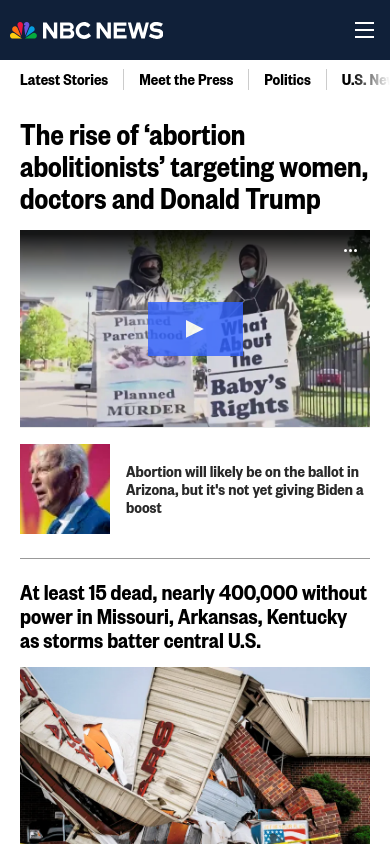 NBC NEWS
Latest Stories
Meet the Press
Politics
U.S. Ne
The rise of ‘abortion
abolitionists’ targeting women,
doctors and Donald Trump
Planned
Parenthood
Planned
MURDER
What
About
The
Baby's
Rights
Abortion will likely be on the ballot in
Arizona, but it's not yet giving Biden a
boost
At least 15 dead, nearly 400,000 without
power in Missouri, Arkansas, Kentucky
as storms batter central U.S.